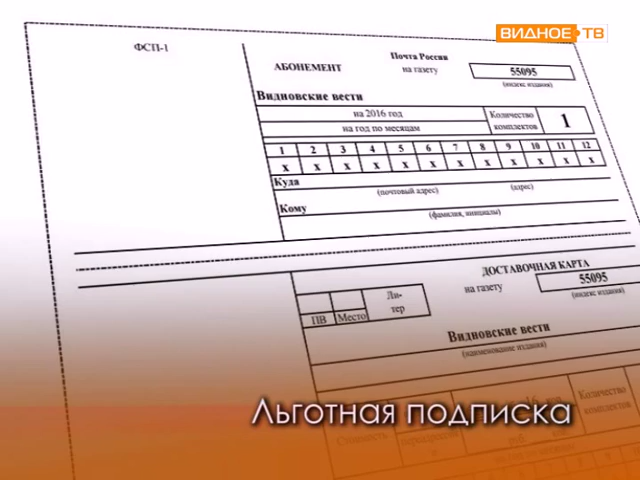 ВИДНОЕ ТВ
ФСП-1
Почта России
АБОНЕМЕНТ на газету 55095
(индекс издания)
Видновские вести
на 2016 год
на год по месяцам
Количество комплектов 1
1 2 3 4 5 6 7 8 9 10 11 12
х х х х х х х х х х х х
Куда
(почтовый адрес) (адрес)
Кому
(фамилия, инициалы)
ДОСТАВОЧНАЯ КАРТА
на газету 55095
(индекс издания)
ПВ Место Ли-
тер
Видновские вести
(наименование издания)
Количество
комплектов
Льготная подписка